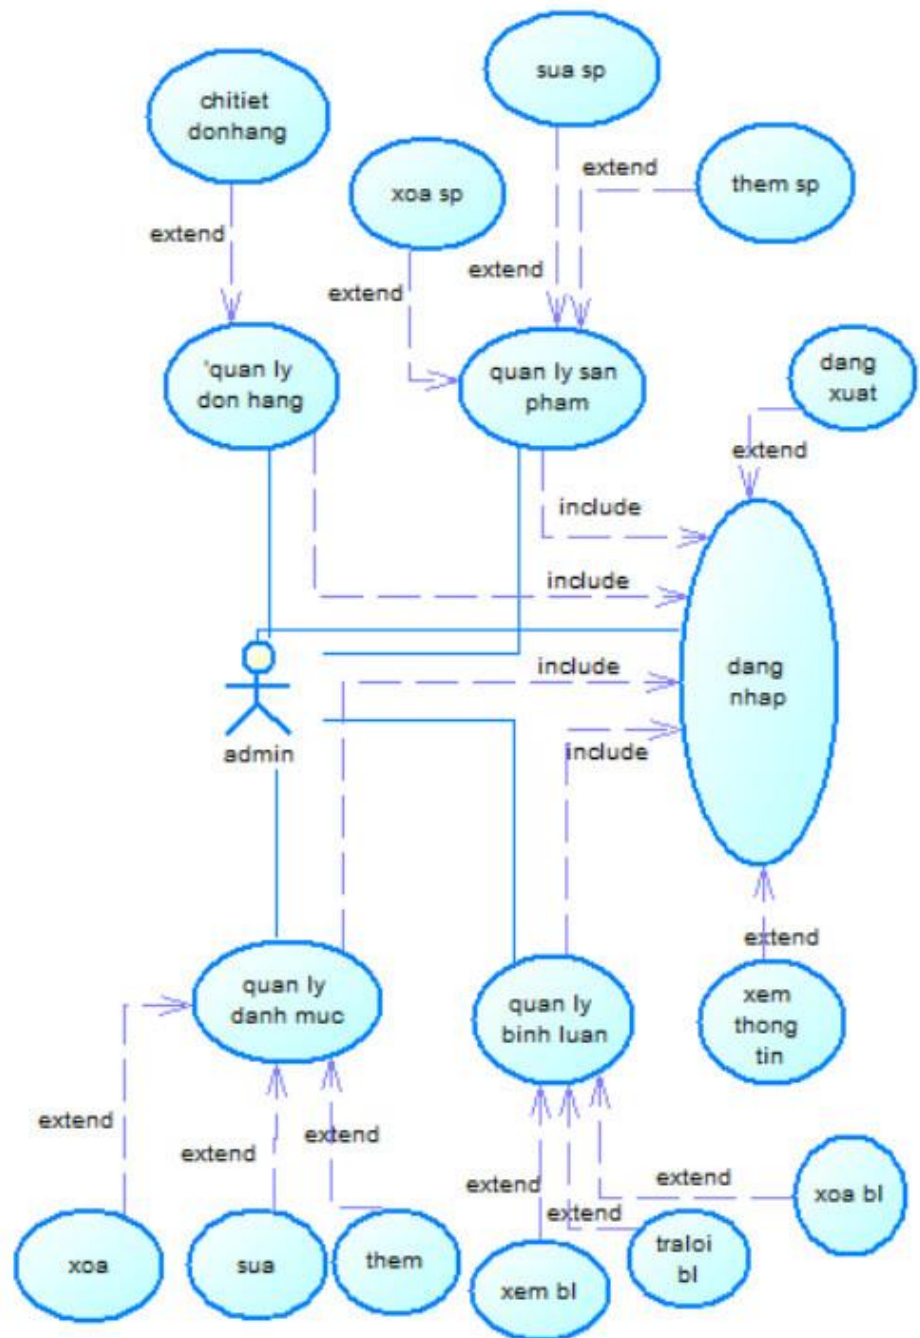 sua sp
chitiet
donhang
extend
them sp
xoa sp
extend
extend
extend
'quan ly
don hang
quan ly san
pham
dang
xuat
extend
include
include
include
dang
nhap
include
admin
extend
quan ly
danh muc
quan ly
binh luan
xem
thong
tin
extend
extend
extend
extend
extend
extend
xoa bl
xoa
sua
them
xem bl
traloi
bl